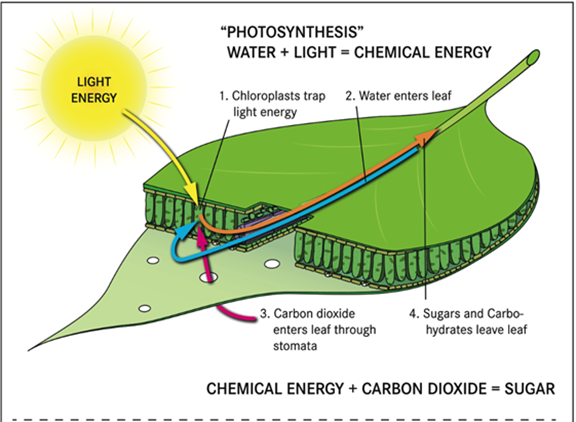 "PHOTOSYNTHESIS"
WATER + LIGHT = CHEMICAL ENERGY
LIGHT
ENERGY
1. Chloroplasts trap
light energy
2. Water enters leaf
3. Carbon dioxide
enters leaf through
stomata
4. Sugars and Carbo-
hydrates leave leaf
CHEMICAL ENERGY + CARBON DIOXIDE = SUGAR